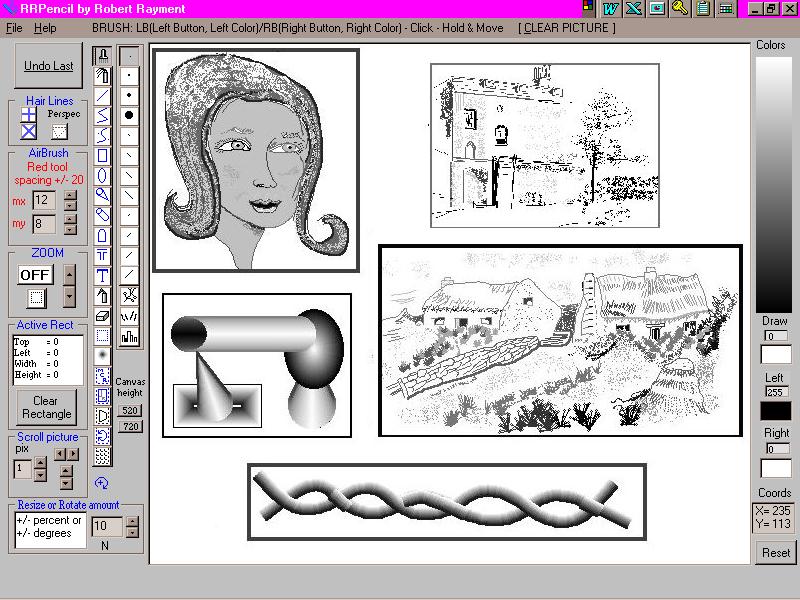 RRPencil by Robert Rayment
File Help BRUSH: LB(Left Button, Left Color)/RB(Right Button, Right Color) - Click - Hold & Move [ CLEAR PICTURE ]
Undo Last
Hair Lines
Perspec
AirBrush
Red tool
spacing +/- 20
mx 12
my 8
ZOOM
OFF
Active Rect
Top = 0
Left = 0
Width = 0
Height = 0
Clear
Rectangle
Scroll picture
pix
1
Resize or Rotate amount
+/- percent or
+/- degrees
10
N
T
Canvas
height
520
720
Colors
Draw
0
Left
255
Right
0
Coords
X= 235
Y= 113
Reset